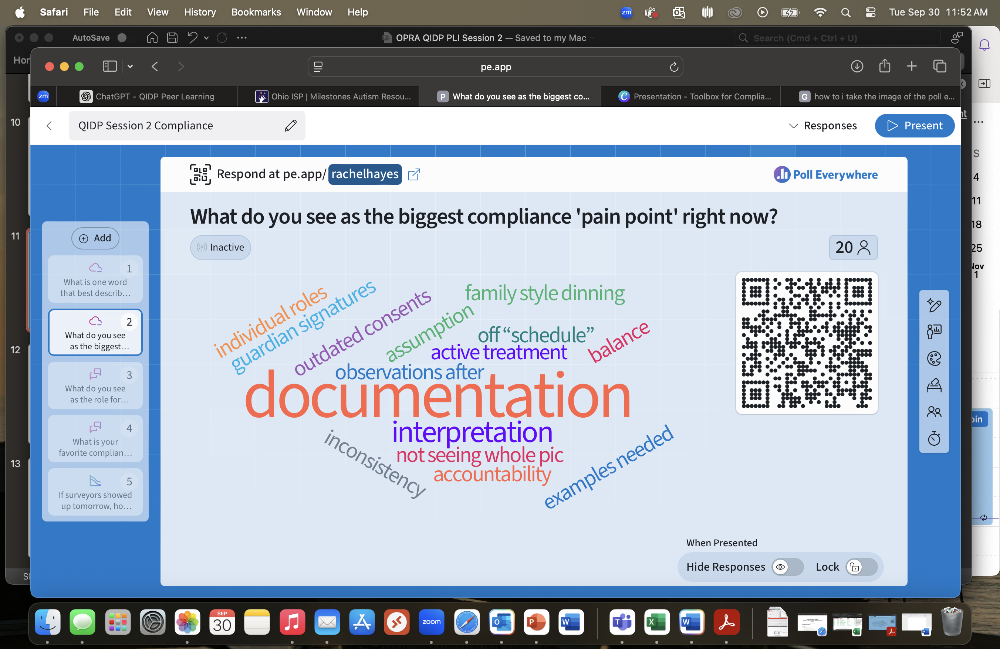 Safari File Edit View History Bookmarks Window Help zm Tue Sep 30 11:52 AM
AutoSave OPRA QIDP PLI Session 2 — Saved to my Mac Search (Cmd + Ctrl + U)
pe.app
zm ChatGPT - QIDP Peer Learning Ohio ISP | Milestones Autism Resou... P What do you see as the biggest co... Presentation - Toolbox for Complia... G how to i take the image of the poll e...
QIDP Session 2 Compliance Responses Present
10
11
12
13
Respond at pe.app/ rachelhayes Poll Everywhere
What do you see as the biggest compliance 'pain point' right now?
Inactive 20
Add
1
What is one word
that best describ...
2
What do you see
as the biggest...
3
What do you see
as the role for...
4
What is your
favorite complian...
5
If surveyors showed
up tomorrow, ho...
individual roles
guardian signatures
outdated consents
family style dinning
assumption
off “schedule”
active treatment
balance
observations after
documentation
interpretation
inconsistency
not seeing whole pic
accountability
examples needed
When Presented
Hide Responses Lock
S
4
11
18
25
1
SEP
30
zoom
PDF